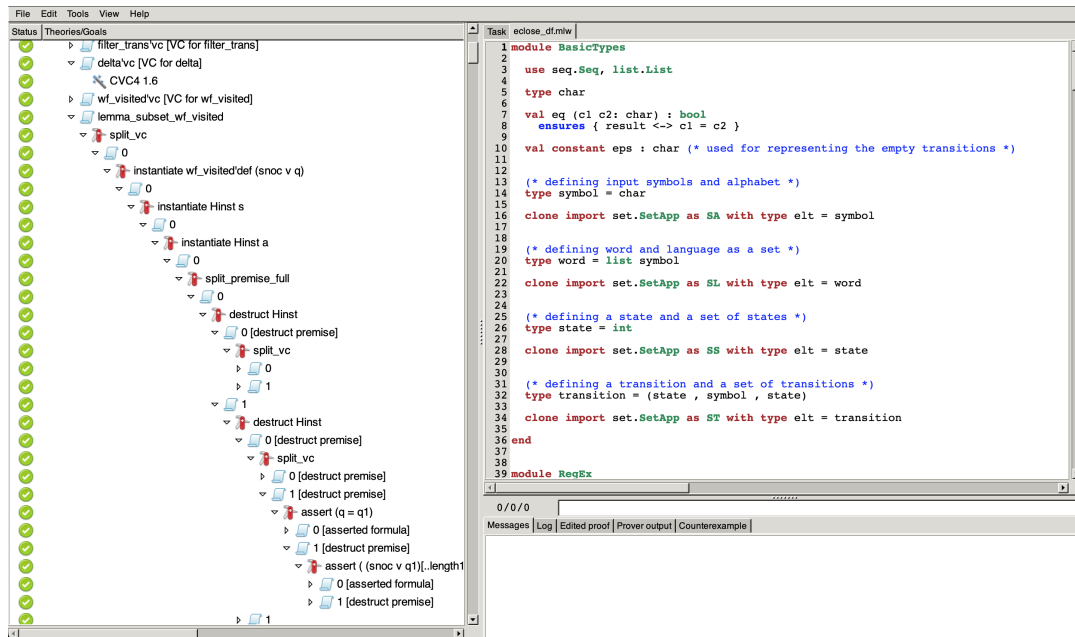 File Edit Tools View Help
Status Theories/Goals
filter_trans'vc [VC for filter_trans]
delta'vc [VC for delta]
CVC4 1.6
wf_visited'vc [VC for wf_visited]
lemma_subset_wf_visited
split_vc
0
instantiate wf_visited'def (snoc v q)
0
instantiate Hinst s
0
instantiate Hinst a
0
split_premise_full
0
destruct Hinst
0 [destruct premise]
split_vc
0
1
1
destruct Hinst
0 [destruct premise]
split_vc
0 [destruct premise]
1 [destruct premise]
assert (q = q1)
0 [asserted formula]
1 [destruct premise]
assert ( (snoc v q1)[..length1
0 [asserted formula]
1 [destruct premise]
1
Task eclose_df.mlw
1 module BasicTypes
2
3 use seq.Seq, list.List
4
5 type char
6
7 val eq (c1 c2: char) : bool
8 ensures { result <-> c1 = c2 }
9
10 val constant eps : char (* used for representing the empty transitions *)
11
12
13 (* defining input symbols and alphabet *)
14 type symbol = char
15
16 clone import set.SetApp as SA with type elt = symbol
17
18
19 (* defining word and language as a set *)
20 type word = list symbol
21
22 clone import set.SetApp as SL with type elt = word
23
24
25 (* defining a state and a set of states *)
26 type state = int
27
28 clone import set.SetApp as SS with type elt = state
29
30
31 (* defining a transition and a set of transitions *)
32 type transition = (state , symbol , state)
33
34 clone import set.SetApp as ST with type elt = transition
35
36 end
37
38
39 module RegEx
0/0/0
Messages Log Edited proof Prover output Counterexample